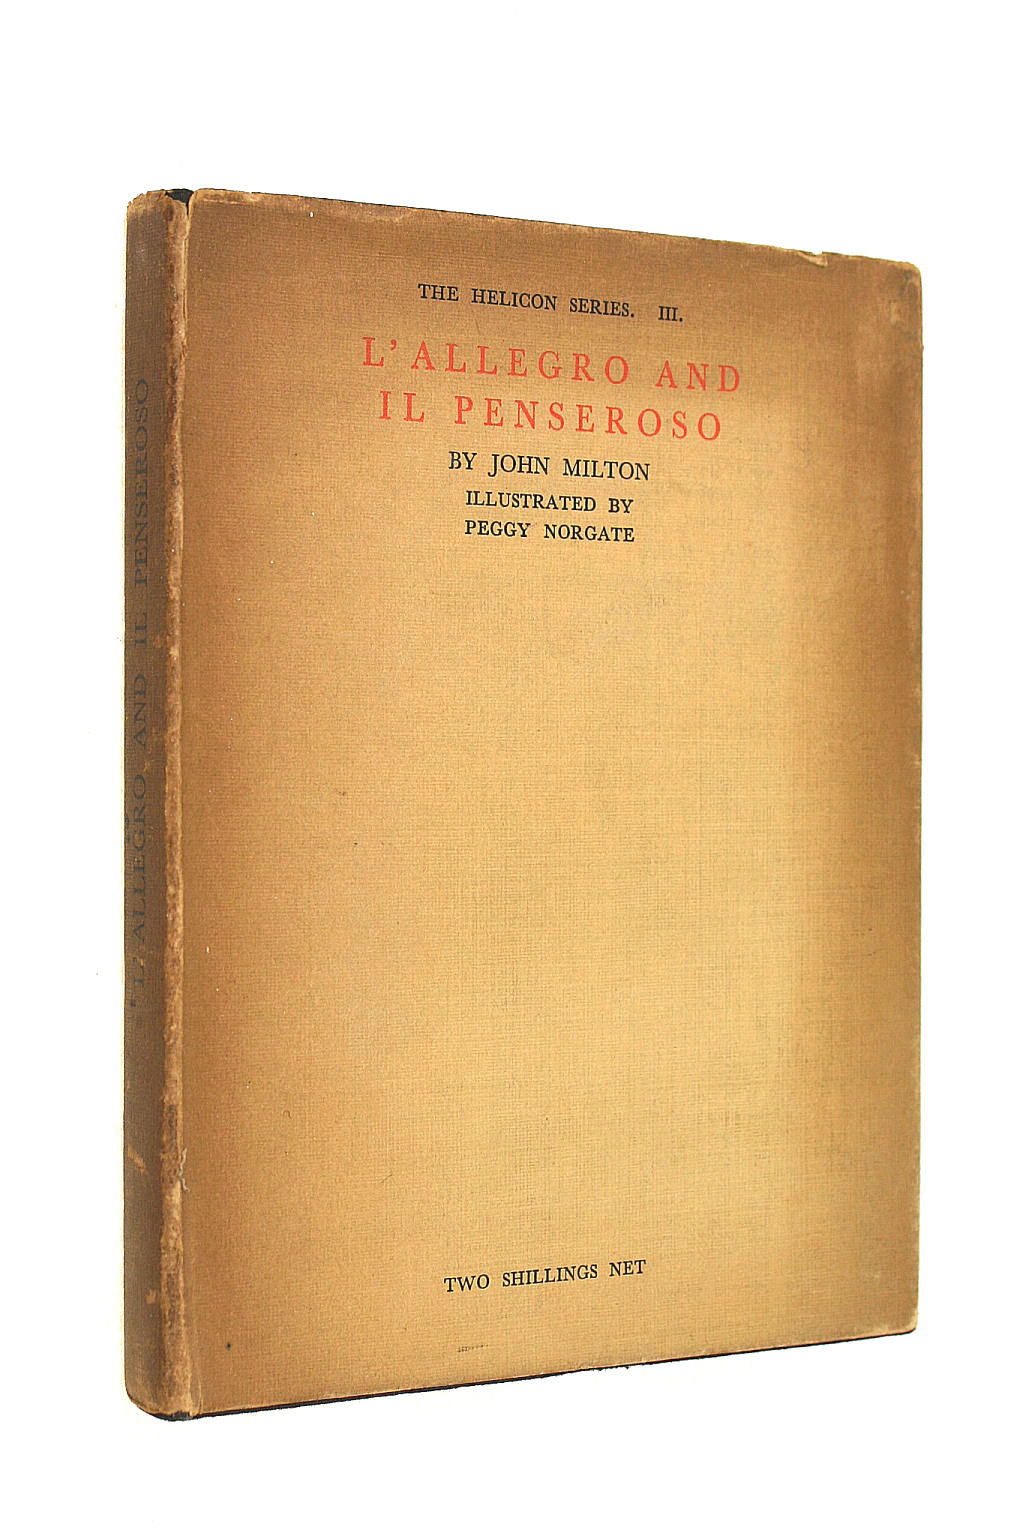 THE HELICON SERIES. III.
L'ALLEGRO AND
IL PENSEROSO
BY JOHN MILTON
ILLUSTRATED BY
PEGGY NORGATE
TWO SHILLINGS NET
L'ALLEGRO AND IL PENSEROSO